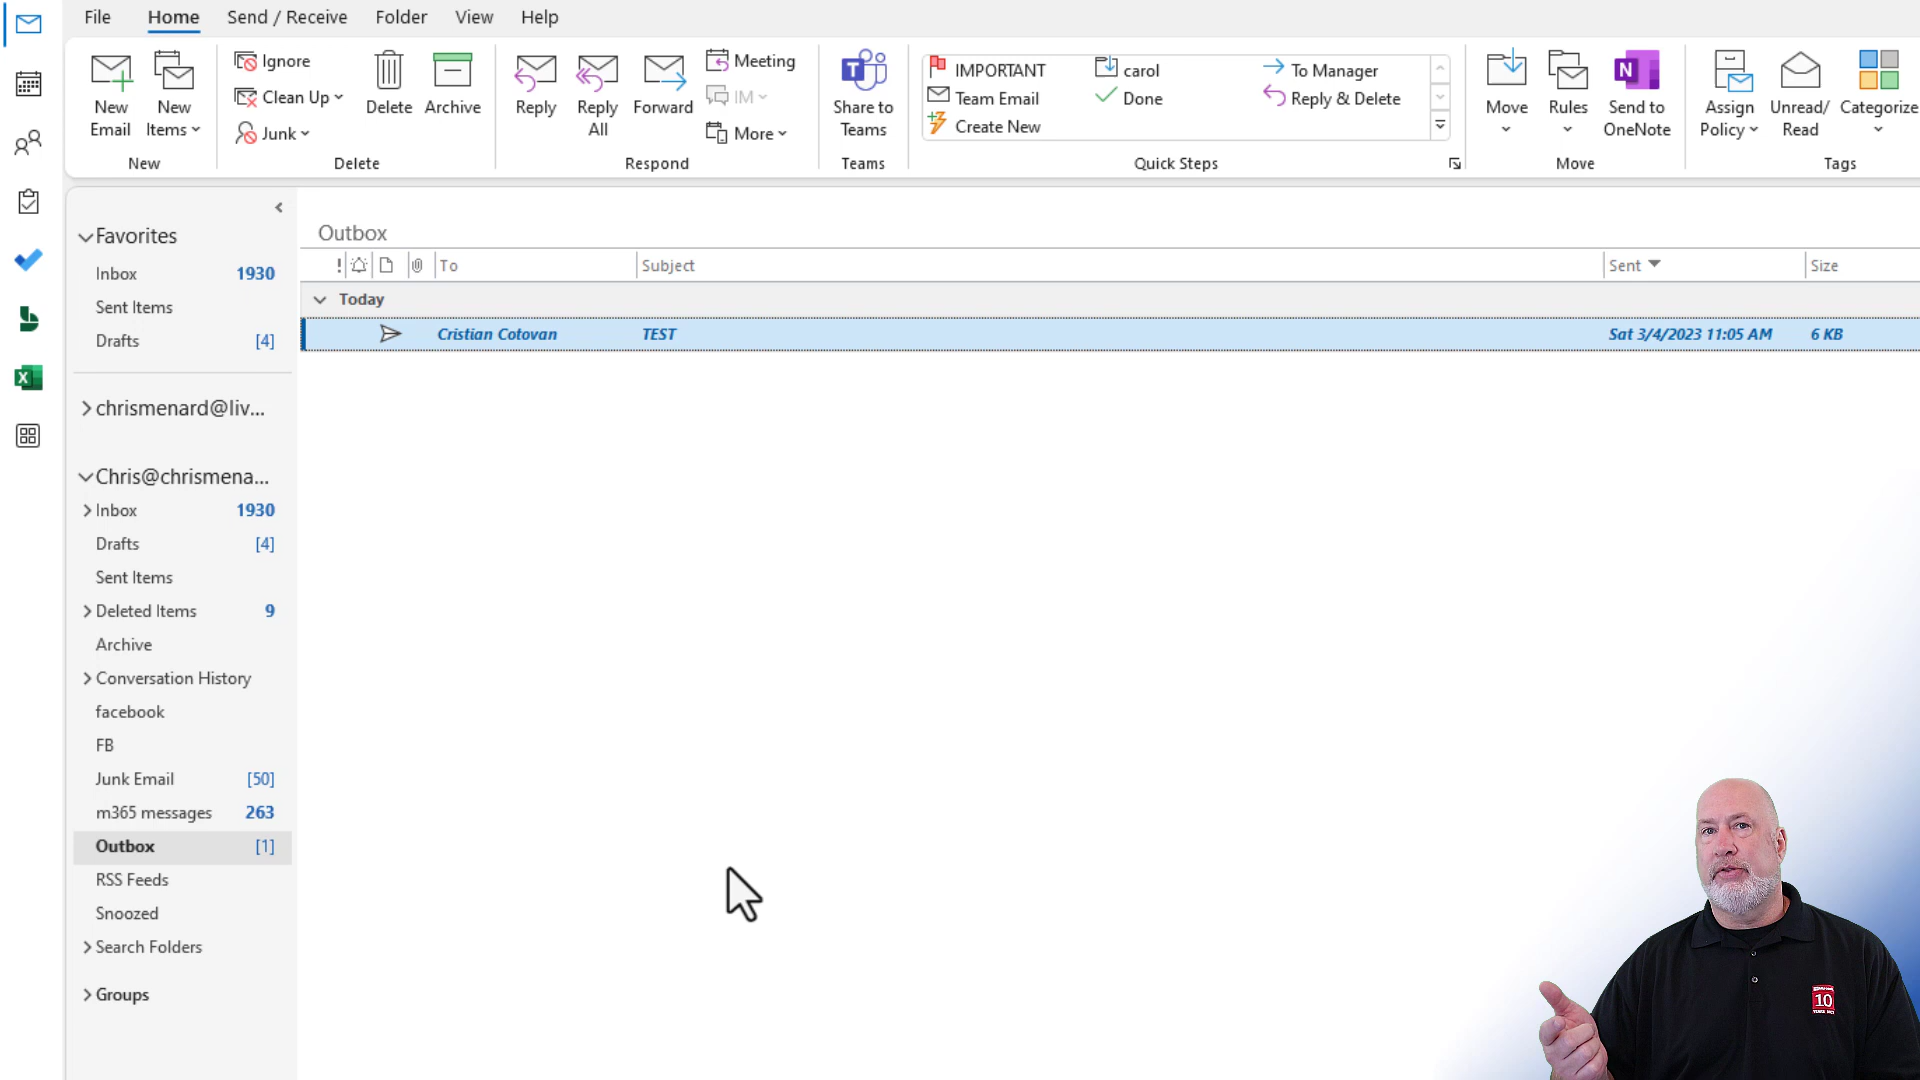 File Home Send / Receive Folder View Help
New Email
New Items
New
Ignore
Clean Up
Junk
Delete
Archive
Delete
Reply
Reply All
Forward
Meeting
IM
More
Respond
Share to Teams
Teams
IMPORTANT
Team Email
Create New
carol
Done
To Manager
Reply & Delete
Quick Steps
Move
Rules
Send to OneNote
Move
Assign Policy
Unread/ Read
Categorize
Tags
Favorites
Inbox 1930
Sent Items
Drafts [4]
chrismenard@liv...
Chris@chrismena...
Inbox 1930
Drafts [4]
Sent Items
Deleted Items 9
Archive
Conversation History
facebook
FB
Junk Email [50]
m365 messages 263
Outbox [1]
RSS Feeds
Snoozed
Search Folders
Groups
Outbox
! To Subject Sent Size
Today
Cristian Cotovan TEST Sat 3/4/2023 11:05 AM 6 KB
10